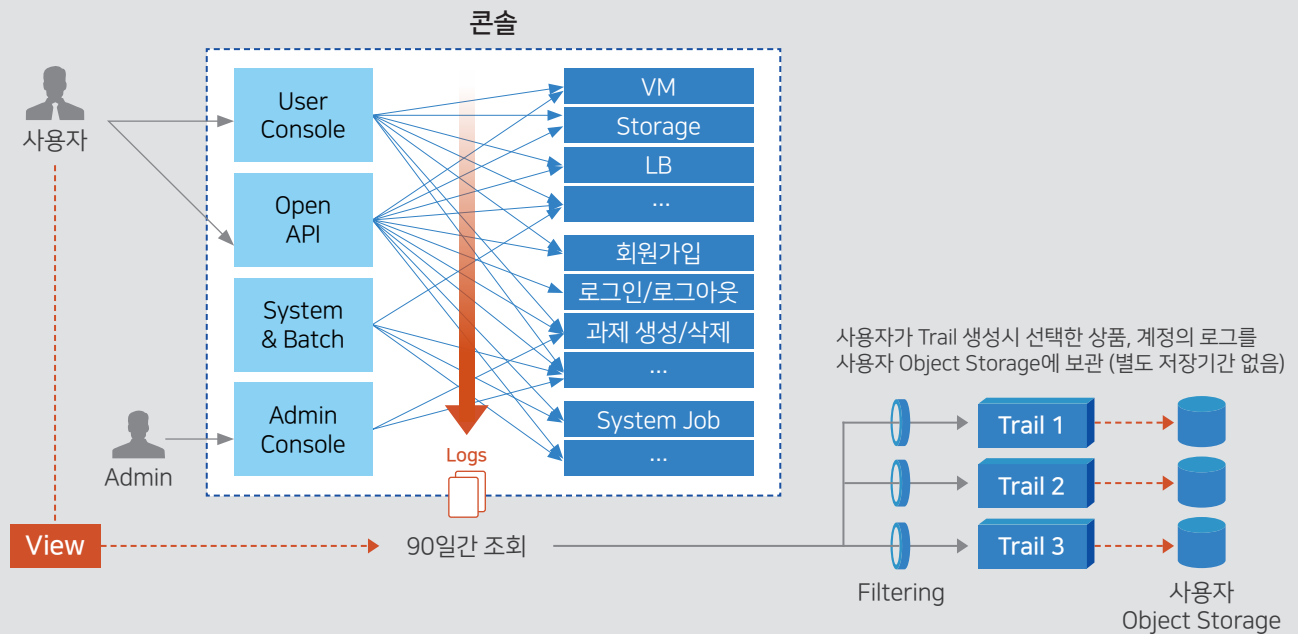 콘솔
사용자
User
Console
Open
API
System
& Batch
Admin
Console
Admin
VM
Storage
LB
...
회원가입
로그인/로그아웃
과제 생성/삭제
...
System Job
...
Logs
View
90일간 조회
사용자가 Trail 생성시 선택한 상품, 계정의 로그를
사용자 Object Storage에 보관 (별도 저장기간 없음)
Trail 1
Trail 2
Trail 3
Filtering
사용자
Object Storage